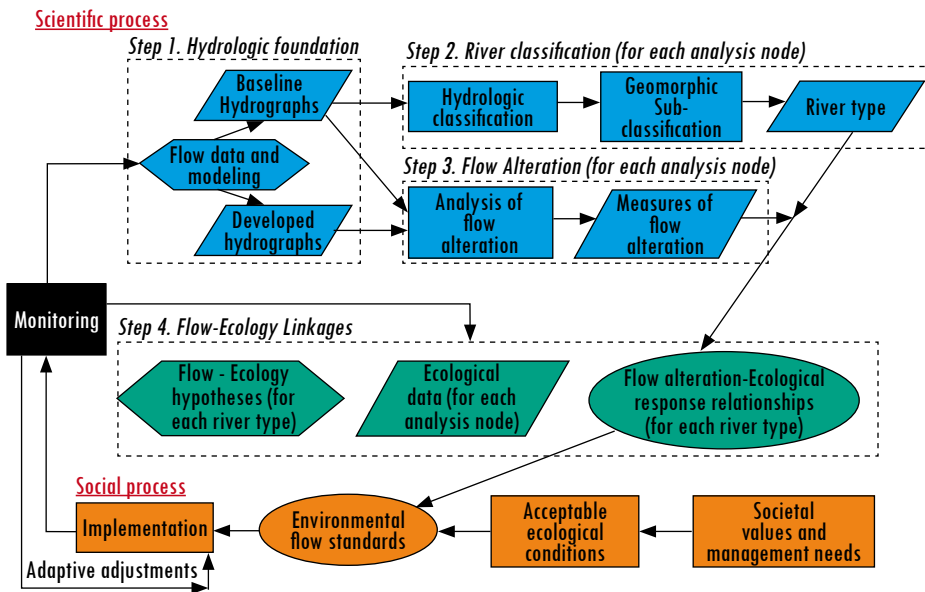 Scientific process
Step 1. Hydrologic foundation
Baseline
Hydrographs
Flow data and
modeling
Developed
hydrographs
Step 2. River classification (for each analysis node)
Hydrologic
classification
Geomorphic
Sub-
classification
River type
Step 3. Flow Alteration (for each analysis node)
Analysis of
flow
alteration
Measures of
flow
alteration
Monitoring
Step 4. Flow-Ecology Linkages
Flow - Ecology
hypotheses (for
each river type)
Ecological
data (for each
analysis node)
Flow alteration-Ecological
response relationships
(for each river type)
Social process
Implementation
Environmental
flow standards
Acceptable
ecological
conditions
Societal
values and
management needs
Adaptive adjustments